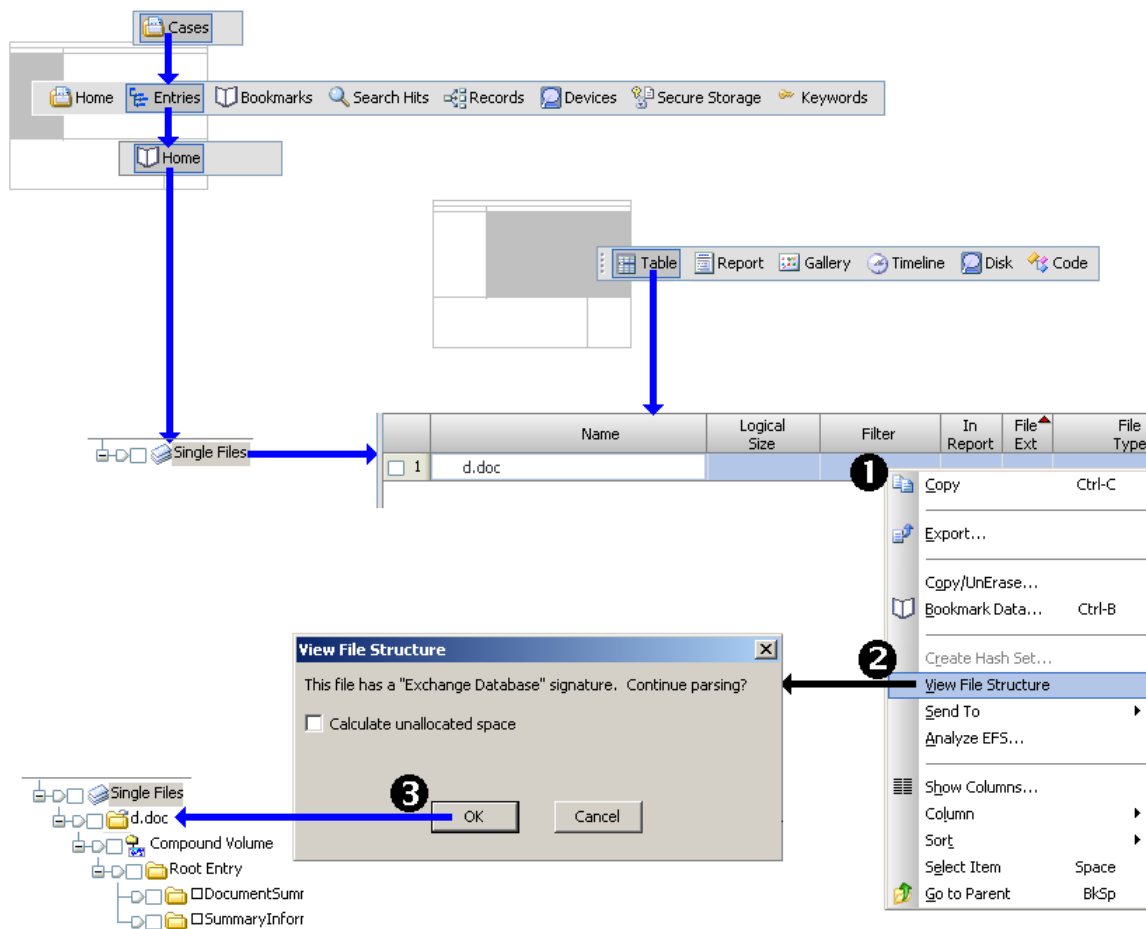 Cases
Home Entries Bookmarks Search Hits Records Devices Secure Storage Keywords
Home
Table Report Gallery Timeline Disk Code
Single Files
Name Logical Size Filter In Report File Ext File Type
1 d.doc
1
Copy Ctrl-C
Export...
Copy/UnErase...
Bookmark Data... Ctrl-B
Create Hash Set...
2
View File Structure
Send To
Analyze EFS...
Show Columns...
Column
Sort
Select Item Space
Go to Parent BkSp
View File Structure
This file has a "Exchange Database" signature. Continue parsing?
Calculate unallocated space
3
OK Cancel
Single Files
d.doc
Compound Volume
Root Entry
DocumentSumr
SummaryInforr